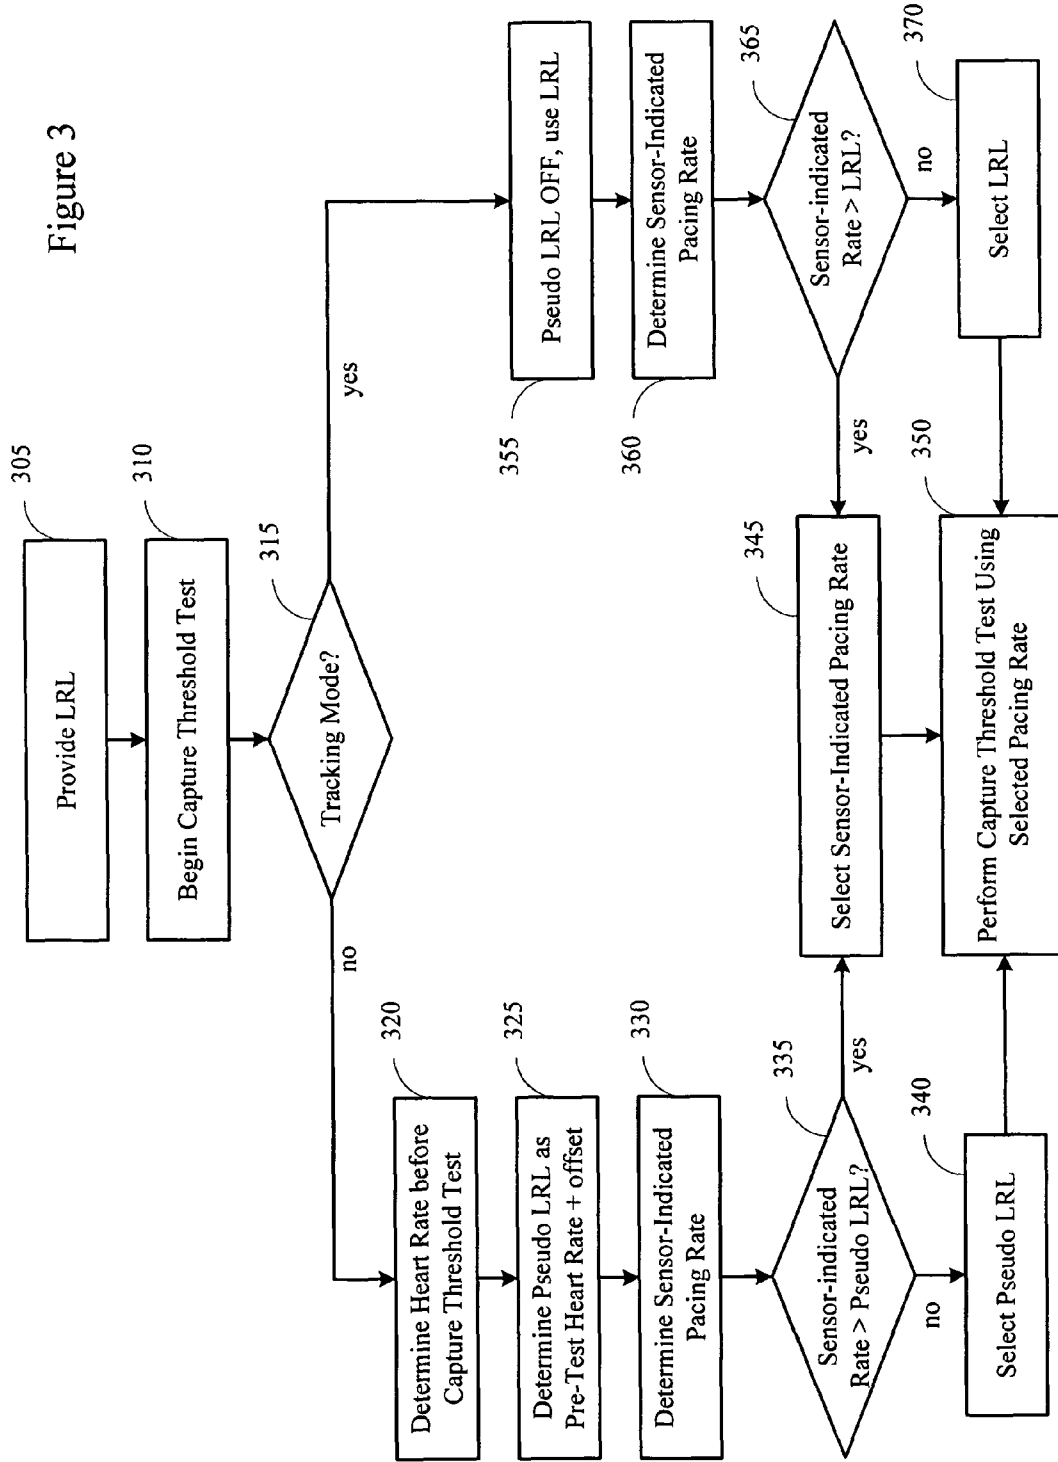 Figure 3
305
Provide LRL
310
Begin Capture Threshold Test
315
Tracking Mode?
no
yes
320
Determine Heart Rate before
Capture Threshold Test
325
Determine Pseudo LRL as
Pre-Test Heart Rate + offset
330
Determine Sensor-Indicated
Pacing Rate
335
Sensor-indicated
Rate > Pseudo LRL?
yes
no
340
Select Pseudo LRL
345
Select Sensor-Indicated Pacing Rate
350
Perform Capture Threshold Test Using
Selected Pacing Rate
355
Pseudo LRL OFF, use LRL
360
Determine Sensor-Indicated
Pacing Rate
365
Sensor-indicated
Rate > LRL?
yes
no
370
Select LRL